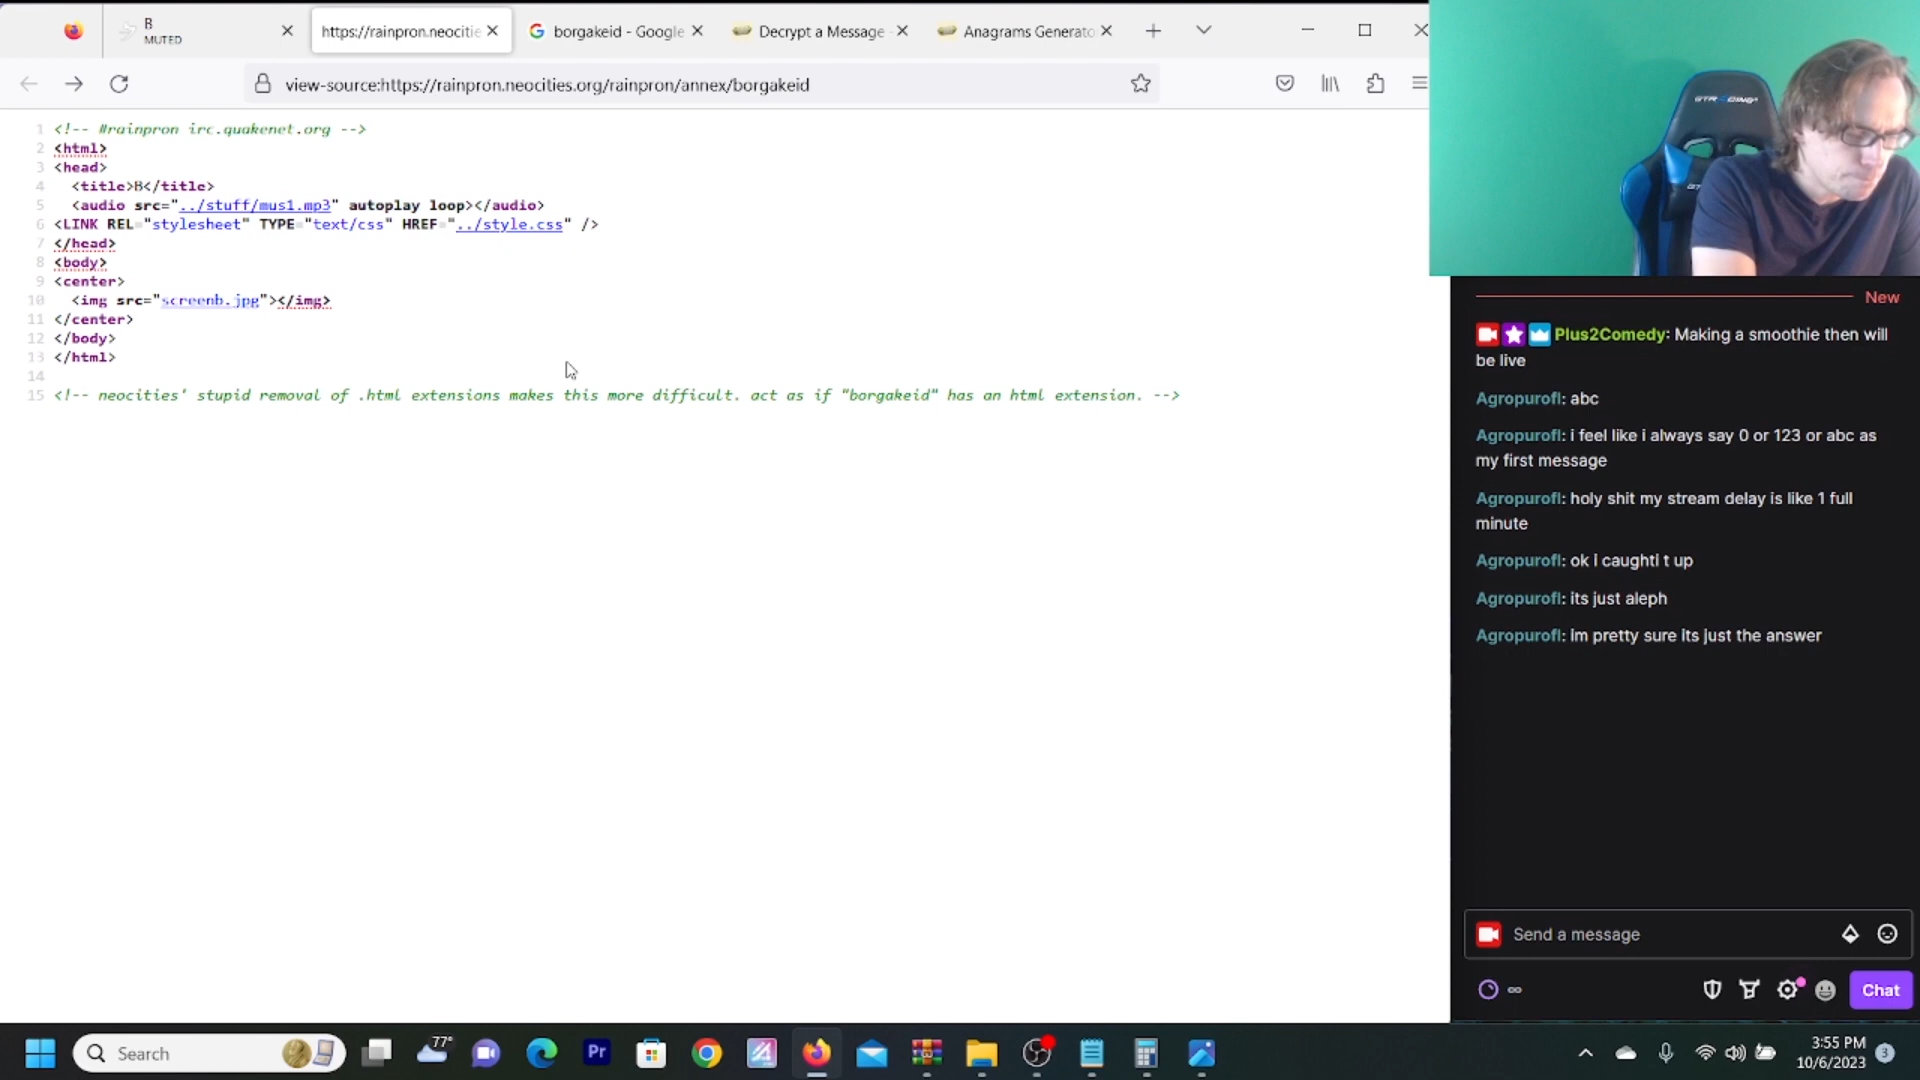 B
MUTED
https://rainpron.neocitie
borgakeid - Google
Decrypt a Message
Anagrams Generato
view-source:https://rainpron.neocities.org/rainpron/annex/borgakeid
1 <!-- #rainpron irc.quakenet.org -->
2 <html>
3 <head>
4 <title>B</title>
5 <audio src="../stuff/mus1.mp3" autoplay loop></audio>
6 <LINK REL="stylesheet" TYPE="text/css" HREF="../style.css" />
7 </head>
8 <body>
9 <center>
10 <img src="screenb.jpg"></img>
11 </center>
12 </body>
13 </html>
14
15 <!-- neocities' stupid removal of .html extensions makes this more difficult. act as if "borgakeid" has an html extension. -->
GTRACING
New
Plus2Comedy: Making a smoothie then will
be live
Agropurofl: abc
Agropurofl: i feel like i always say 0 or 123 or abc as
my first message
Agropurofl: holy shit my stream delay is like 1 full
minute
Agropurofl: ok i caughti t up
Agropurofl: its just aleph
Agropurofl: im pretty sure its just the answer
Send a message
Chat
Search
77°
Pr
3:55 PM
10/6/2023
3